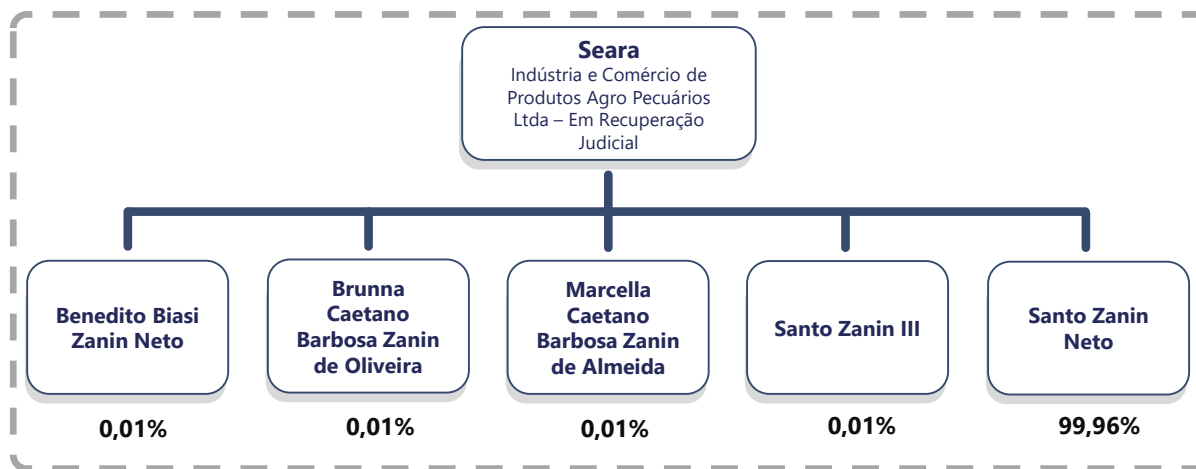 Seara
Indústria e Comércio de
Produtos Agro Pecuários
Ltda – Em Recuperação
Judicial
Benedito Biasi
Zanin Neto
Brunna
Caetano
Barbosa Zanin
de Oliveira
Marcella
Caetano
Barbosa Zanin
de Almeida
Santo Zanin III
Santo Zanin
Neto
0,01%
0,01%
0,01%
0,01%
99,96%